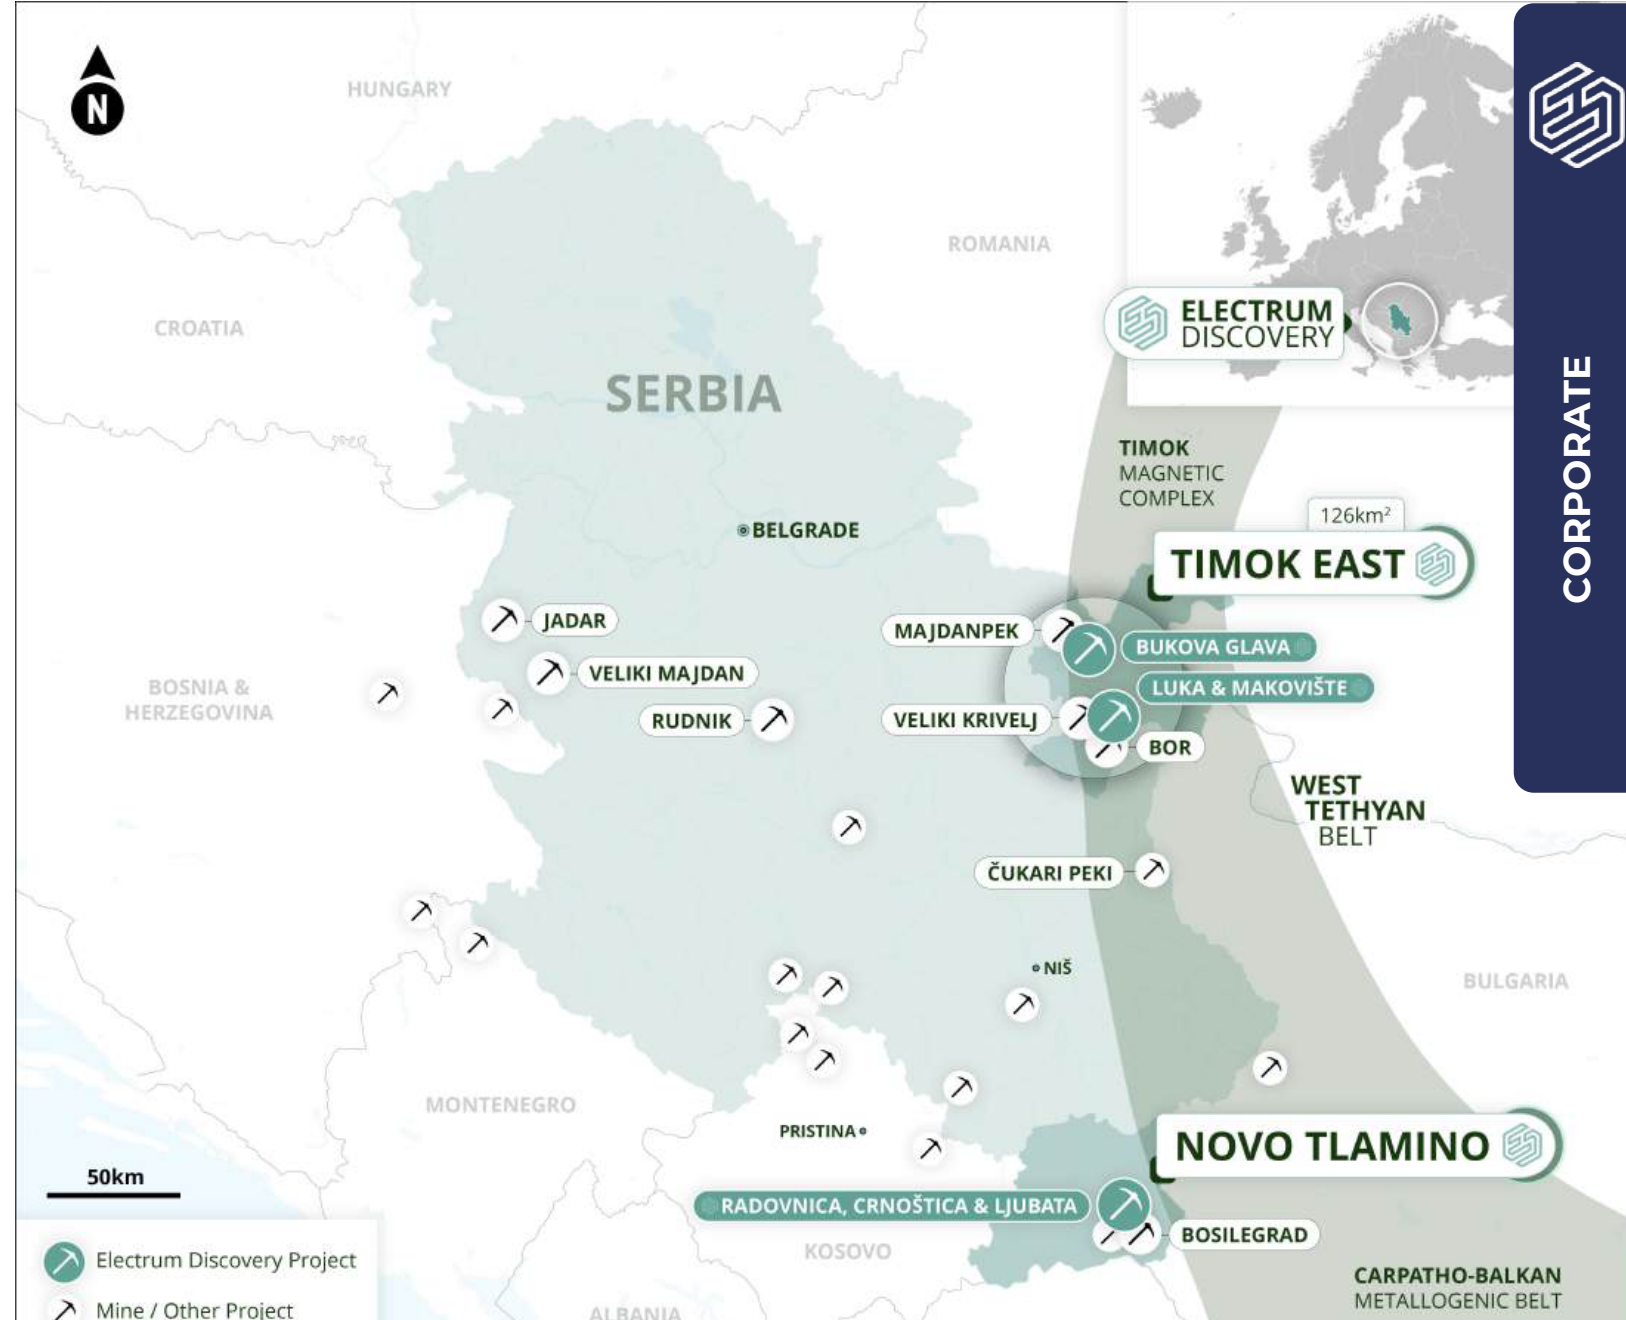 N
HUNGARY
ROMANIA
CROATIA
ELECTRUM
DISCOVERY
CORPORATE
SERBIA
TIMOK
MAGNETIC
COMPLEX
126km²
BELGRADE
TIMOK EAST
JADAR
MAJDANPEK
BUKOVA GLAVA
VELIKI MAJDAN
LUKA & MAKOVIŠTE
BOSNIA &
HERZEGOVINA
RUDNIK
VELIKI KRIVELJ
BOR
WEST
TETHYAN
BELT
ČUKARI PEKI
NIŠ
BULGARIA
MONTENEGRO
PRISTINA
NOVO TLAMINO
50km
RADOVNICA, CRNOŠTICA & LJUBATA
BOSILEGRAD
KOSOVO
Electrum Discovery Project
CARPATHO-BALKAN
METALLOGENIC BELT
Mine / Other Project
ALBANIA